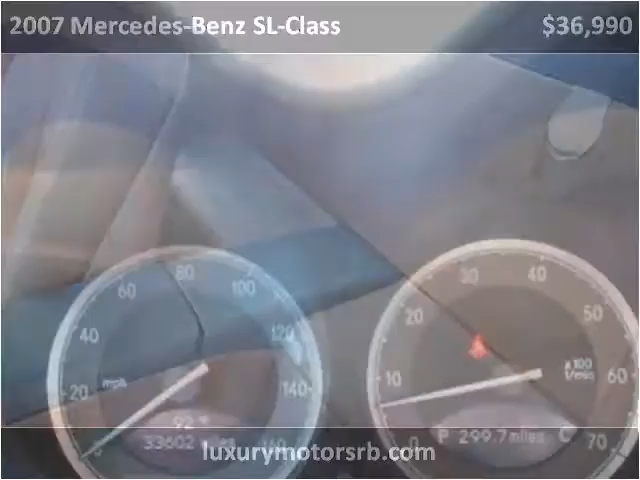 2007 Mercedes-Benz SL-Class $36,990
80
60 100
40 120
20 mph 140
92
33602
30 40
20 50
10 x100 60
0 70
P 299.7 miles C
luxurymotorsrb.com